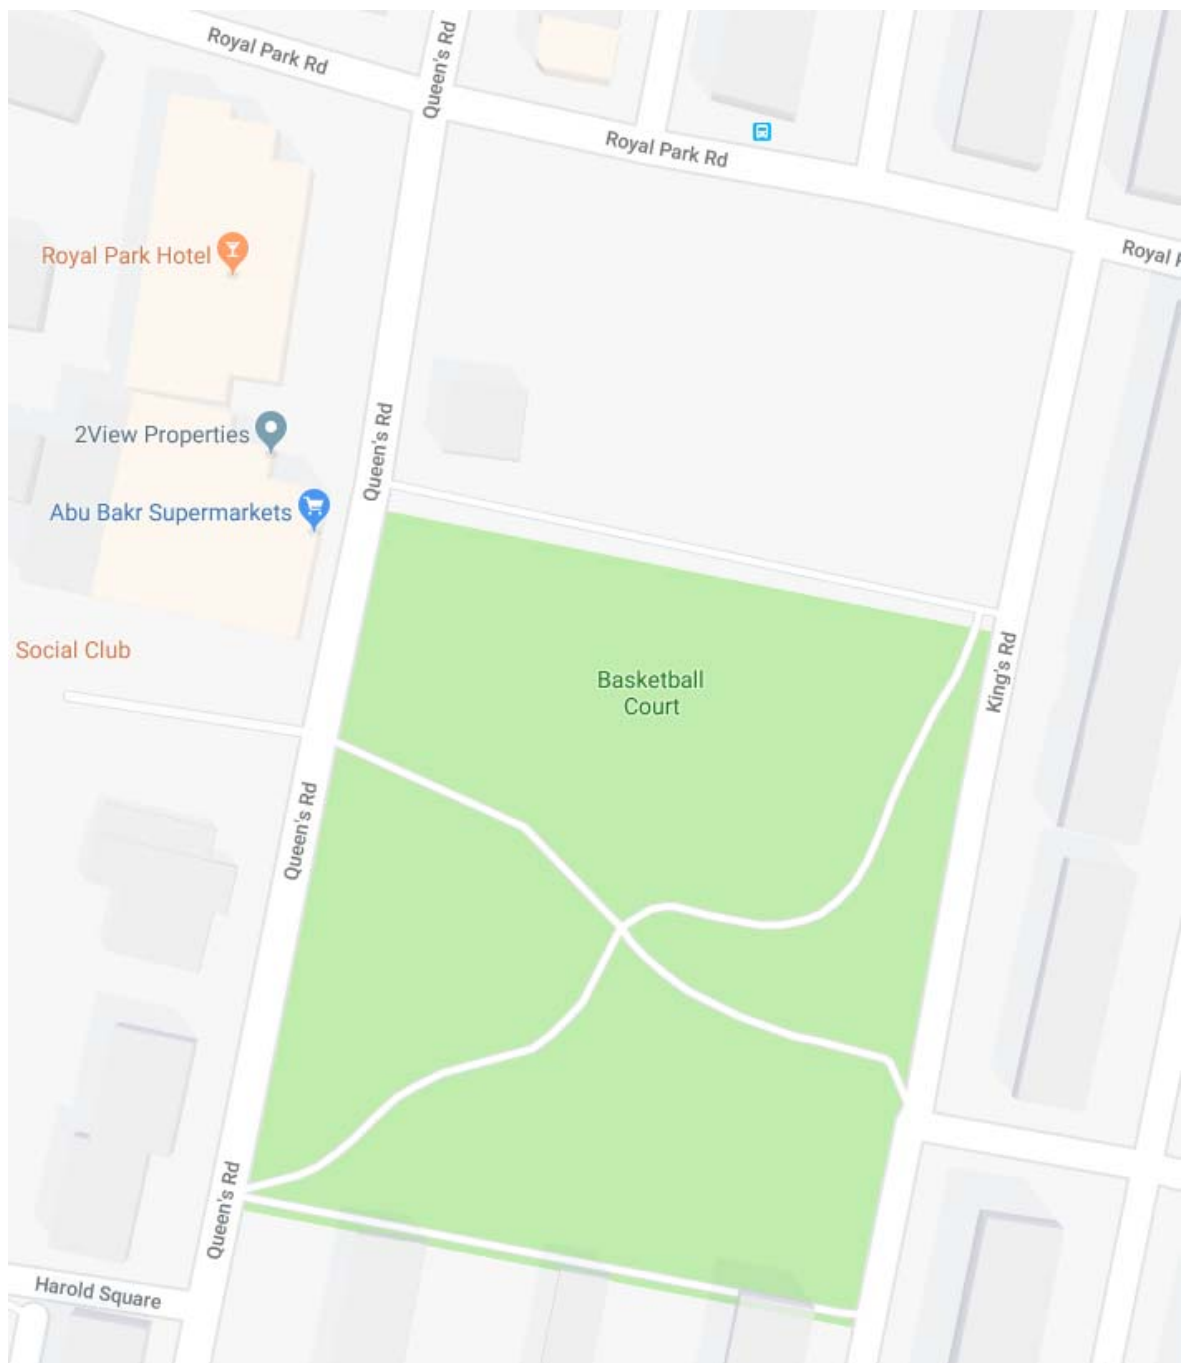 Royal Park Rd
Queen's Rd
Royal Park Rd
Royal Park Hotel
Royal
Queen's Rd
2View Properties
Abu Bakr Supermarkets
Social Club
Basketball
Court
King's Rd
Queen's Rd
Queen's Rd
Harold Square